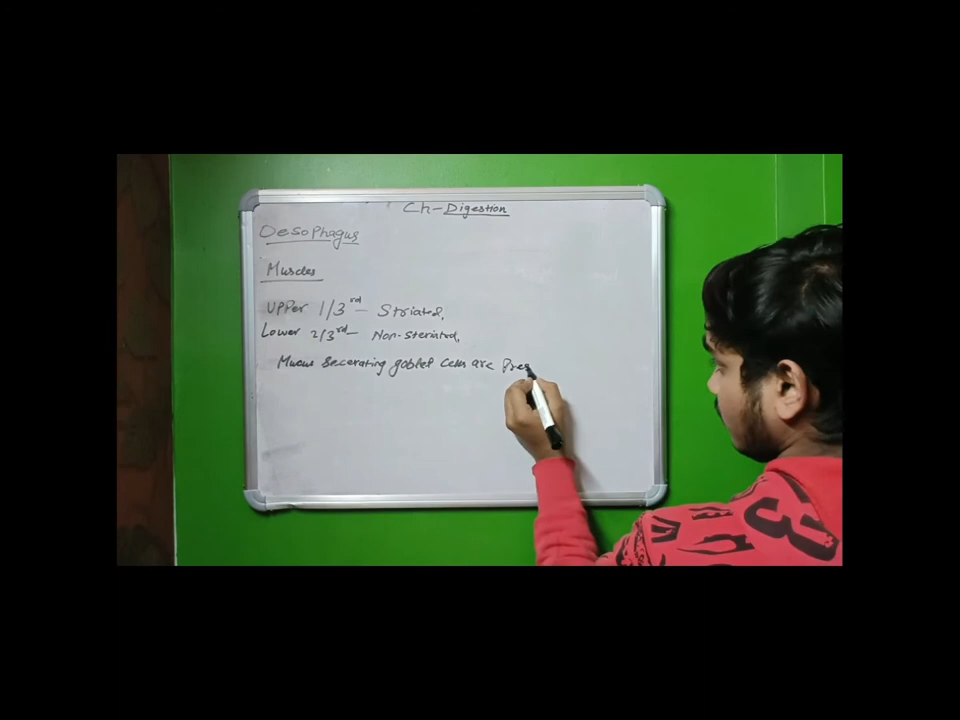 Ch-Digestion
Oesophagus
Muscles
UPPer 1/3rd - Striated.
Lower 2/3rd - Non-steriated.
Mucus Secerating goblet cells are Pres